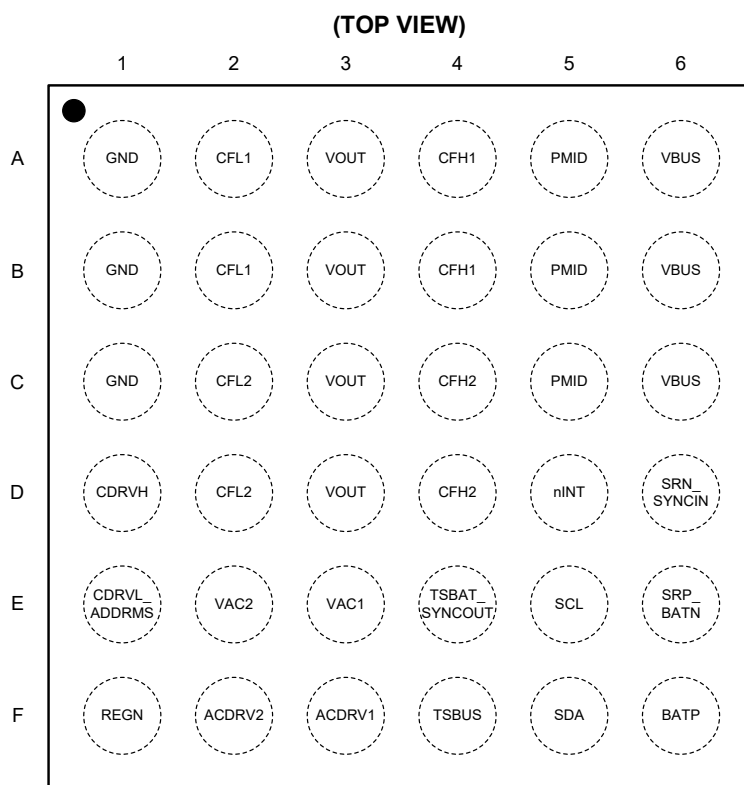 (TOP VIEW)
1 2 3 4 5 6
A GND CFL1 VOUT CFH1 PMID VBUS
B GND CFL1 VOUT CFH1 PMID VBUS
C GND CFL2 VOUT CFH2 PMID VBUS
D CDRVH CFL2 VOUT CFH2 nINT SRN_
SYNCIN
E CDRVL_
ADDRMS VAC2 VAC1 TSBAT_
SYNCOUT SCL SRP_
BATN
F REGN ACDRV2 ACDRV1 TSBUS SDA BATP